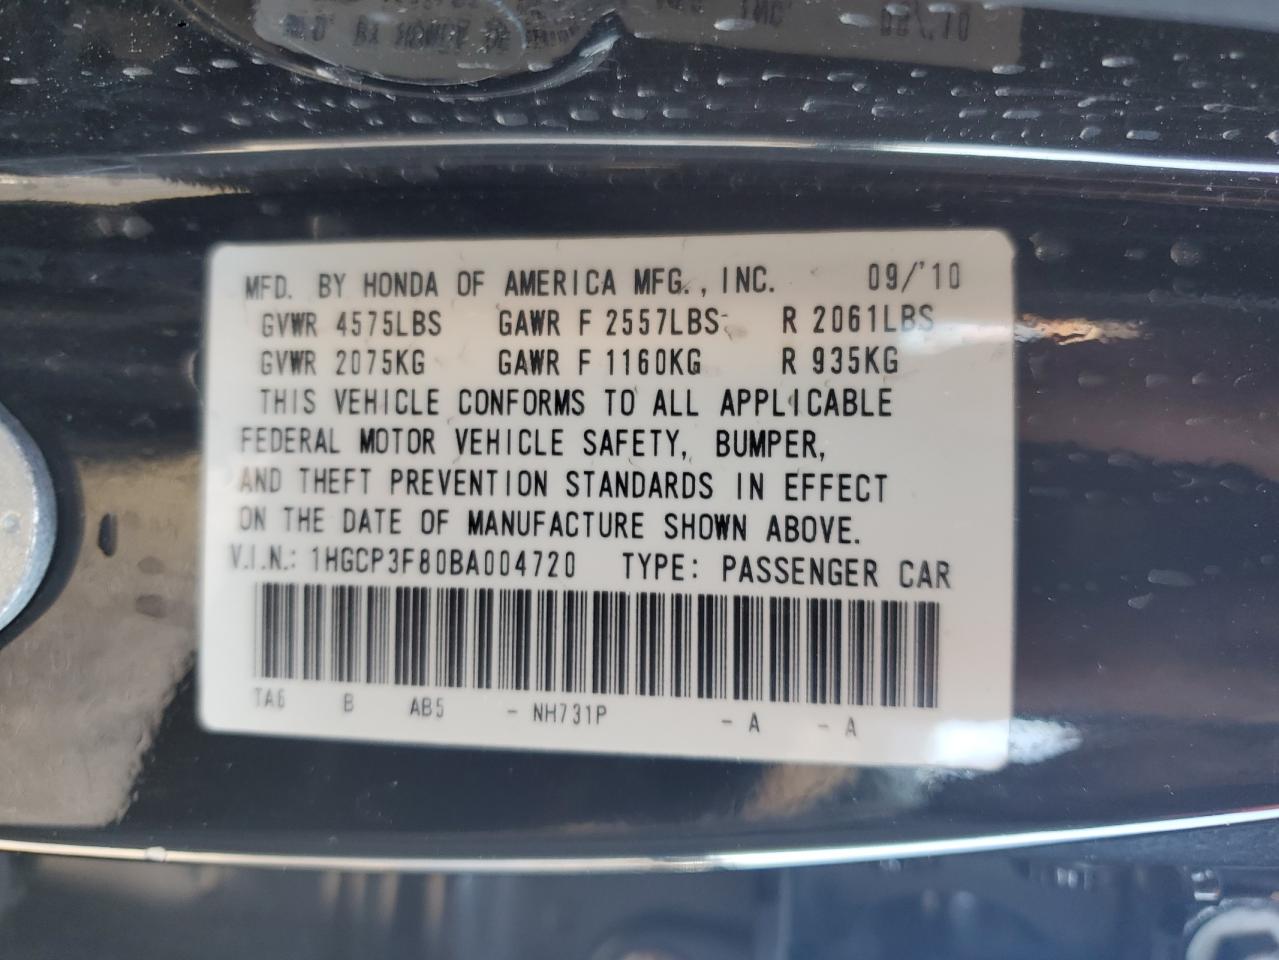 MFD. BY HONDA OF AMERICA MFG., INC. 09/'10
GVWR 4575LBS GAWR F 2557LBS R 2061LBS
GVWR 2075KG GAWR F 1160KG R 935KG
THIS VEHICLE CONFORMS TO ALL APPLICABLE
FEDERAL MOTOR VEHICLE SAFETY, BUMPER,
AND THEFT PREVENTION STANDARDS IN EFFECT
ON THE DATE OF MANUFACTURE SHOWN ABOVE.
V.I.N.: 1HGCP3F80BA004720 TYPE: PASSENGER CAR
TA6 B AB5 - NH731P - A - A